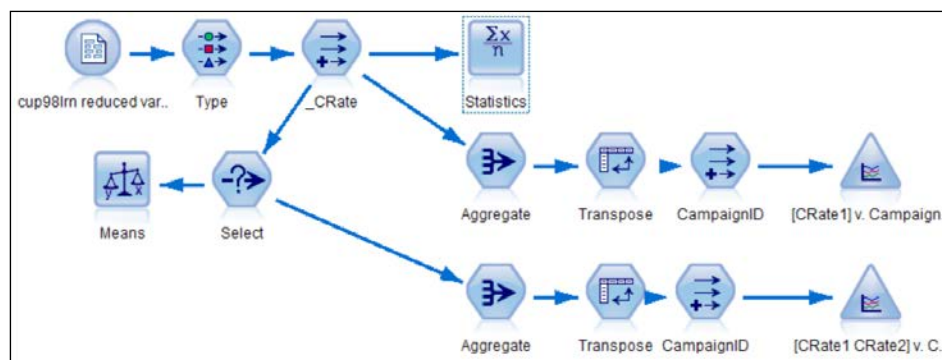 cup98lrn reduced var..
Type
_CRate
Σx
n
Statistics
Aggregate
Transpose
CampaignID
[CRate1] v. Campaign.
y x
Means
-?
Select
Aggregate
Transpose
CampaignID
[CRate1 CRate2] v. C.